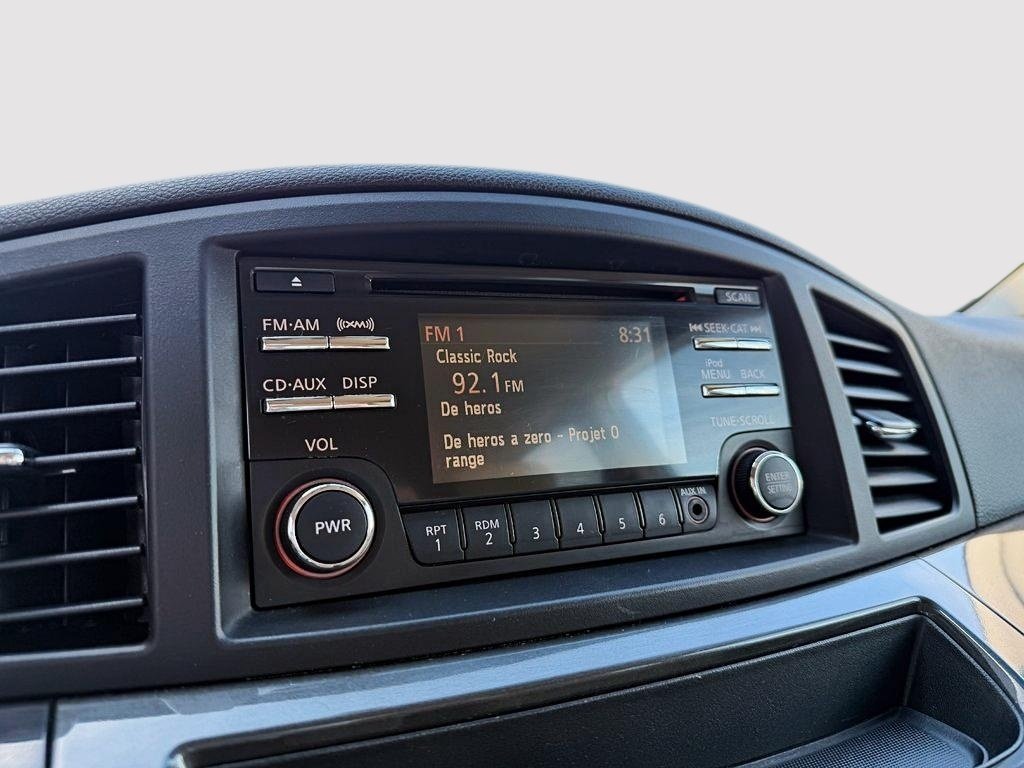 SCAN
FM·AM
((XM))
SEEK·CAT
CD·AUX
DISP
iPod
MENU
BACK
VOL
TUNE·SCROLL
FM 1
8:31
Classic Rock
92.1 FM
De heros
De heros a zero - Projet O
range
PWR
RPT
1
RDM
2
3
4
5
6
AUX IN
ENTER
SETTING